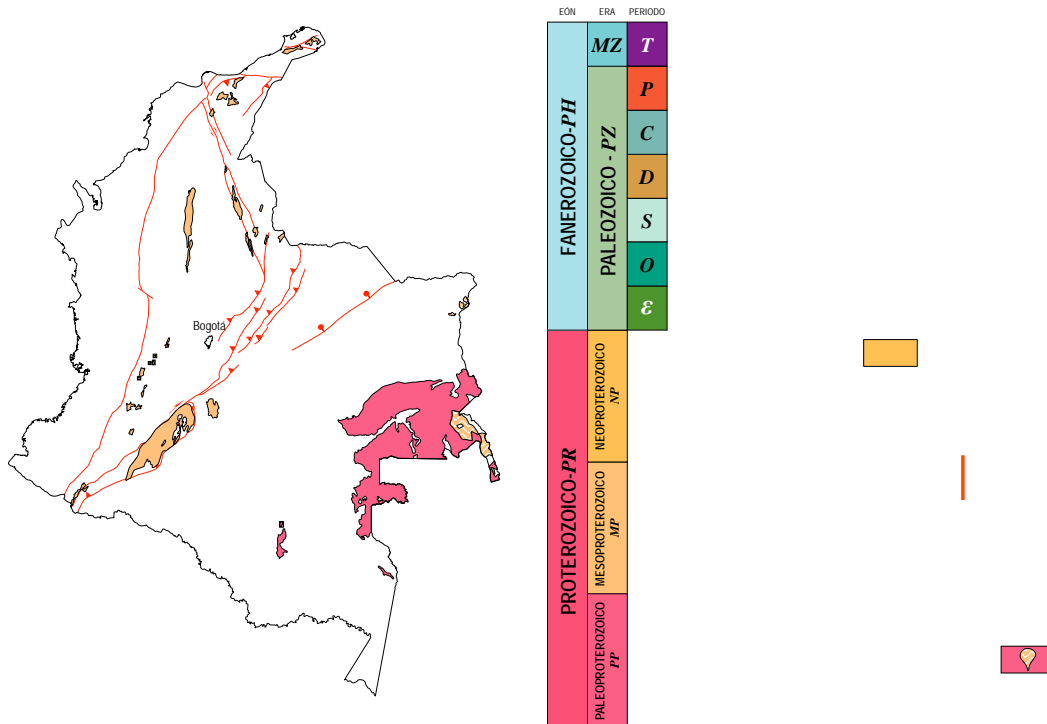 EÓN ERA PERIODO
MZ
T
P
C
D
S
O
Ɛ
FANEROZOICO-PH
PALEOZOICO - PZ
Bogotá
PROTEROZOICO-PR
NEOPROTEROZOICO
NP
MESOPROTEROZOICO
MP
PALEOPROTEROZOICO
PP